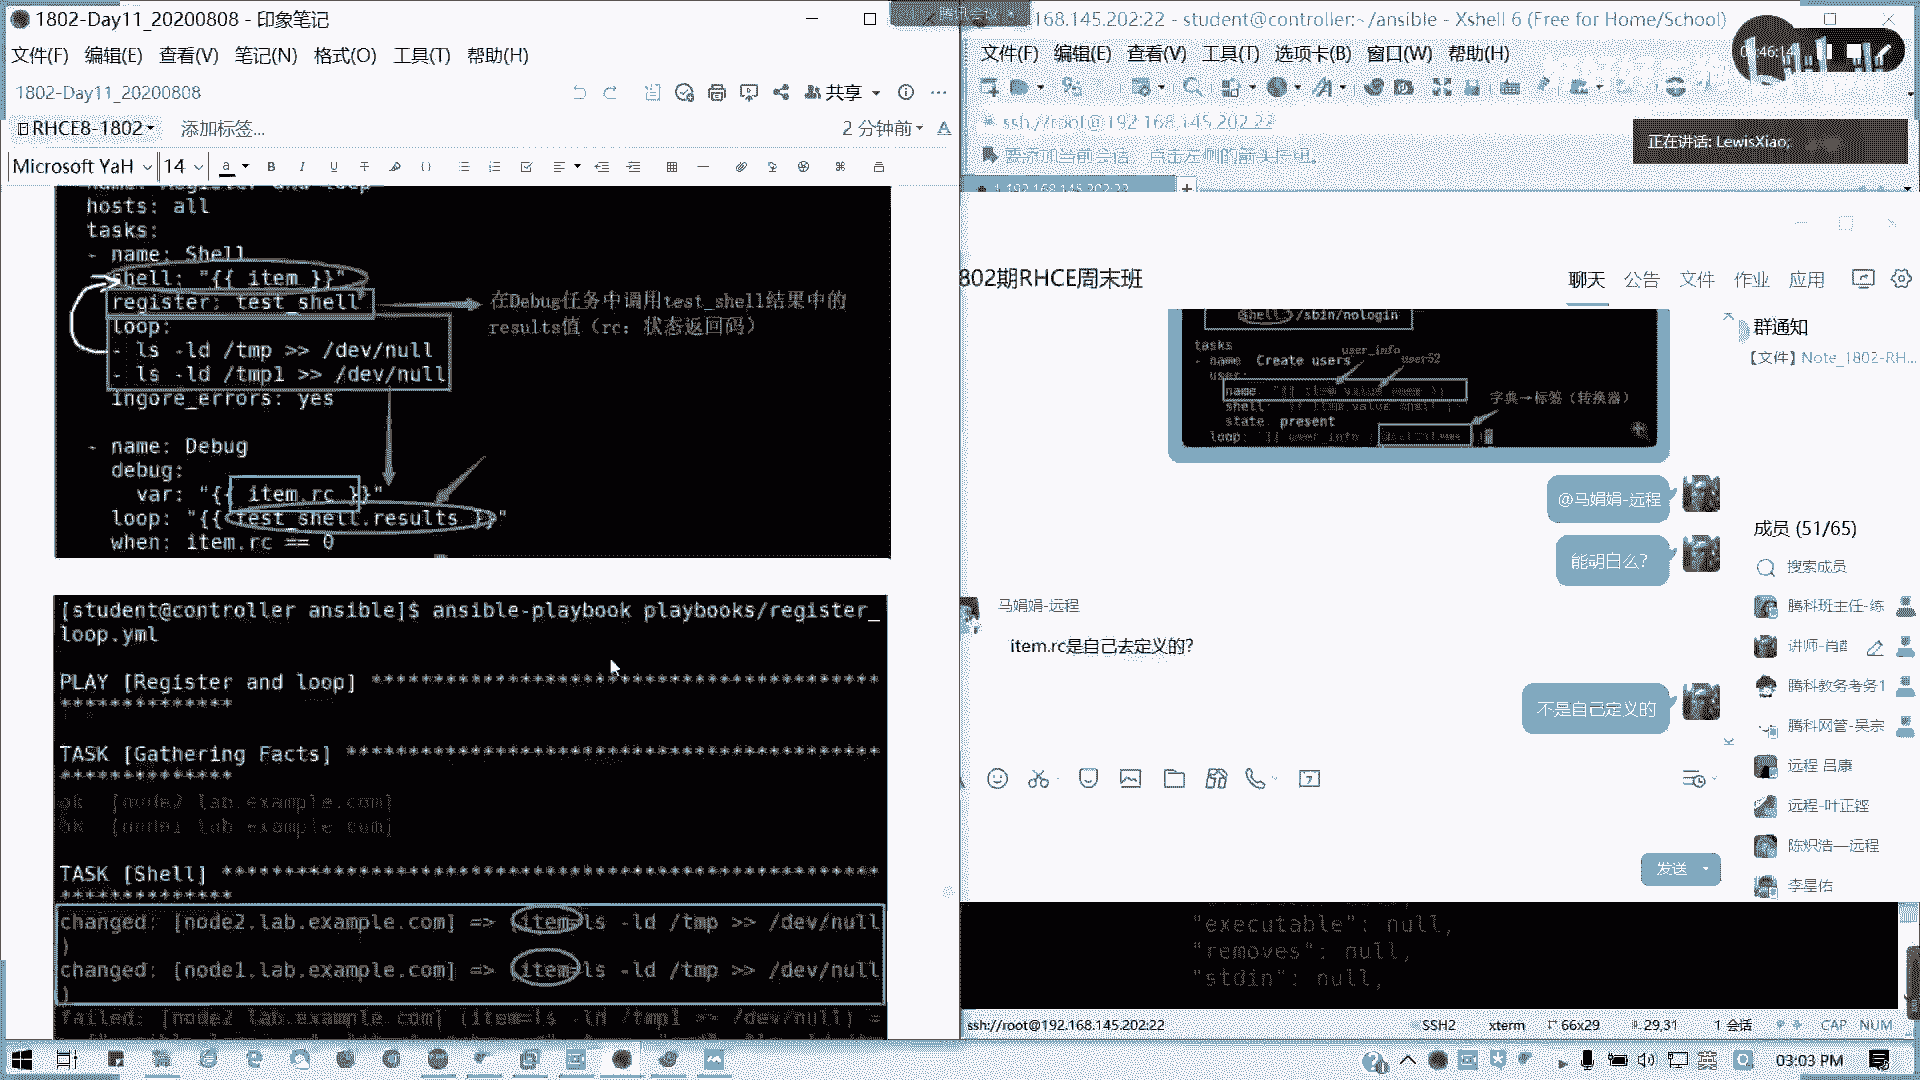 1802-Day11_20200808 - 印象笔记
文件(F) 编辑(E) 查看(V) 笔记(N) 格式(O) 工具(T) 帮助(H)
1802-Day11_20200808
共享
RHCE8-1802
添加标签...
2 分钟前
Microsoft YaH
14
hosts: all
tasks:
- name: Shell
shell: "{{ item }}"
register: test_shell
loop:
- ls -ld /tmp >> /dev/null
- ls -ld /tmp1 >> /dev/null
ingore_errors: yes
在Debug任务中调用test_shell结果中的
results值（rc: 状态返回码）
- name: Debug
debug:
var: "{{ item.rc }}"
loop: "{{ test_shell.results }}"
when: item.rc == 0
[student@controller ansible]$ ansible-playbook playbooks/register_
loop.yml
PLAY [Register and loop] *******************************************
**************
TASK [Gathering Facts] *********************************************
**************
ok [node2 lab.example.com]
ok [node1 lab example com]
TASK [Shell] *******************************************************
**************
changed: [node2.lab.example.com] => (item=ls -ld /tmp >> /dev/null
)
changed: [node1.lab.example.com] => (item=ls -ld /tmp >> /dev/null
)
failed: [node2 lab example com] (item=ls -ld /tmp1 >> /dev/null) =
168.145.202:22 - student@controller:~/ansible - Xshell 6 (Free for Home/School)
文件(F) 编辑(E) 查看(V) 工具(T) 选项卡(B) 窗口(W) 帮助(H)
46:14
ssh://root@192.168.145.202:22
要添加当前会话，点击左侧的箭头按钮。
正在讲话: LewisXiao;
1 192.168.145.202:22
802期RHCE周末班
聊天 公告 文件 作业 应用
shell: /sbin/nologin
tasks
- name Create users
user_info
user52
user:
state present
字典→标签（转换器）
@马娟娟-远程
能明白么?
马娟娟-远程
item.rc是自己去定义的?
不是自己定义的
发送
群通知
【文件】Note_1802-RH...
成员 (51/65)
搜索成员
腾科班主任-练
讲师-肖
腾科教务考务1
腾科网管-吴宗
远程 吕康
远程-叶正铿
陈炽浩—远程
李星佑
"executable": null,
"removes": null,
"stdin": null,
ssh://root@192.168.145.202:22
SSH2 xterm 66x29 29,31 1 会话 CAP NUM
英
03:03 PM